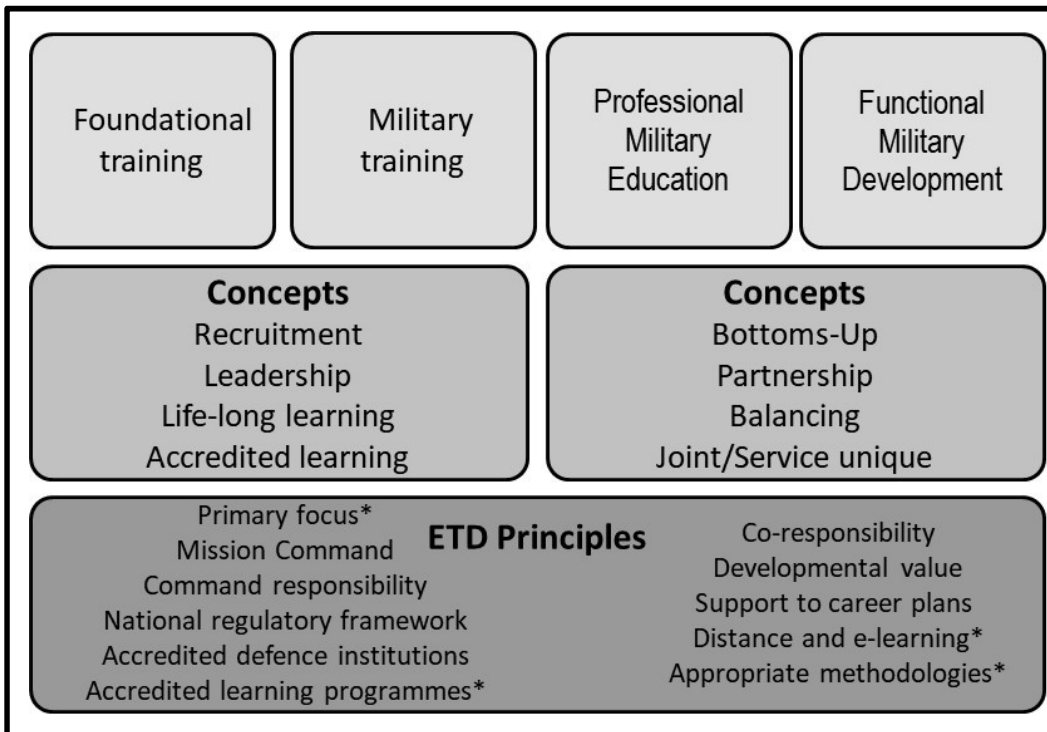 Foundational
training
Military
training
Professional
Military
Education
Functional
Military
Development
Concepts
Recruitment
Leadership
Life-long learning
Accredited learning
Concepts
Bottoms-Up
Partnership
Balancing
Joint/Service unique
ETD Principles
Primary focus*
Mission Command
Command responsibility
National regulatory framework
Accredited defence institutions
Accredited learning programmes*
Co-responsibility
Developmental value
Support to career plans
Distance and e-learning*
Appropriate methodologies*